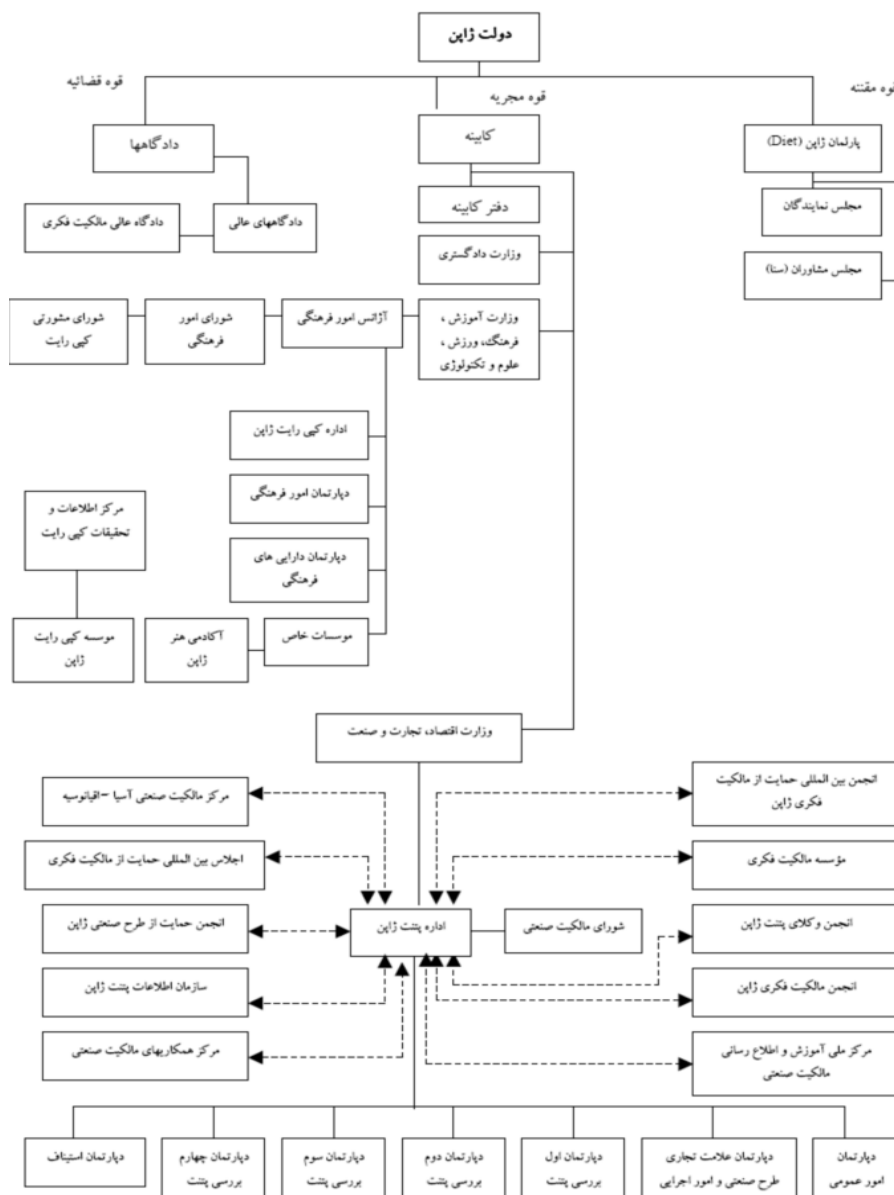 دولت ژاپن
قوه مقننه
قوه مجریه
قوه قضائیه
پارلمان ژاپن (Diet)
کابینه
دادگاهها
مجلس نمایندگان
دفتر کابینه
دادگاههای عالی
دادگاه عالی مالکیت فکری
مجلس مشاوران (سنا)
وزارت دادگستری
وزارت آموزش ،
فرهنگ، ورزش ،
علوم و تکنولوژی
آژانس امور فرهنگی
شورای امور
فرهنگی
شورای مشورتی
کپی رایت
اداره کپی رایت ژاپن
دپارتمان امور فرهنگی
دپارتمان دارایی های
فرهنگی
موسسات خاص
آکادمی هنر
ژاپن
مرکز اطلاعات و
تحقیقات کپی رایت
موسسه کپی رایت
ژاپن
وزارت اقتصاد، تجارت و صنعت
انجمن بین المللی حمایت از مالکیت
فکری ژاپن
مرکز مالکیت صنعتی آسیا –اقیانوسیه
مؤسسه مالکیت فکری
اجلاس بین المللی حمایت از مالکیت فکری
انجمن وکلای پتنت ژاپن
شورای مالکیت صنعتی
اداره پتنت ژاپن
انجمن حمایت از طرح صنعتی ژاپن
انجمن مالکیت فکری ژاپن
سازمان اطلاعات پتنت ژاپن
مرکز ملی آموزش و اطلاع رسانی
مالکیت صنعتی
مرکز همکاریهای مالکیت صنعتی
دپارتمان
امور عمومی
دپارتمان علامت تجاری
طرح صنعتی و امور اجرایی
دپارتمان اول
بررسی پتنت
دپارتمان دوم
بررسی پتنت
دپارتمان سوم
بررسی پتنت
دپارتمان چهارم
بررسی پتنت
دپارتمان استیناف